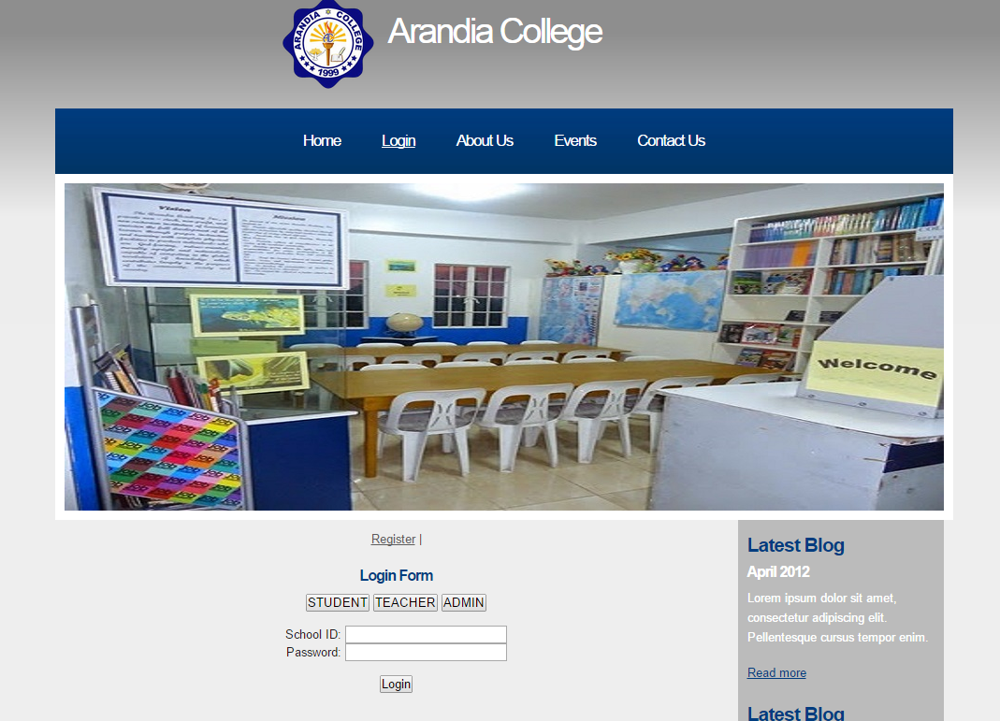 ARANDIA COLLEGE
1999
Arandia College
Home Login About Us Events Contact Us
Vision
Mission
Welcome
Register |
Login Form
STUDENT TEACHER ADMIN
School ID:
Password:
Login
Latest Blog
April 2012
Lorem ipsum dolor sit amet,
consectetur adipiscing elit.
Pellentesque cursus tempor enim.
Read more
Latest Blog